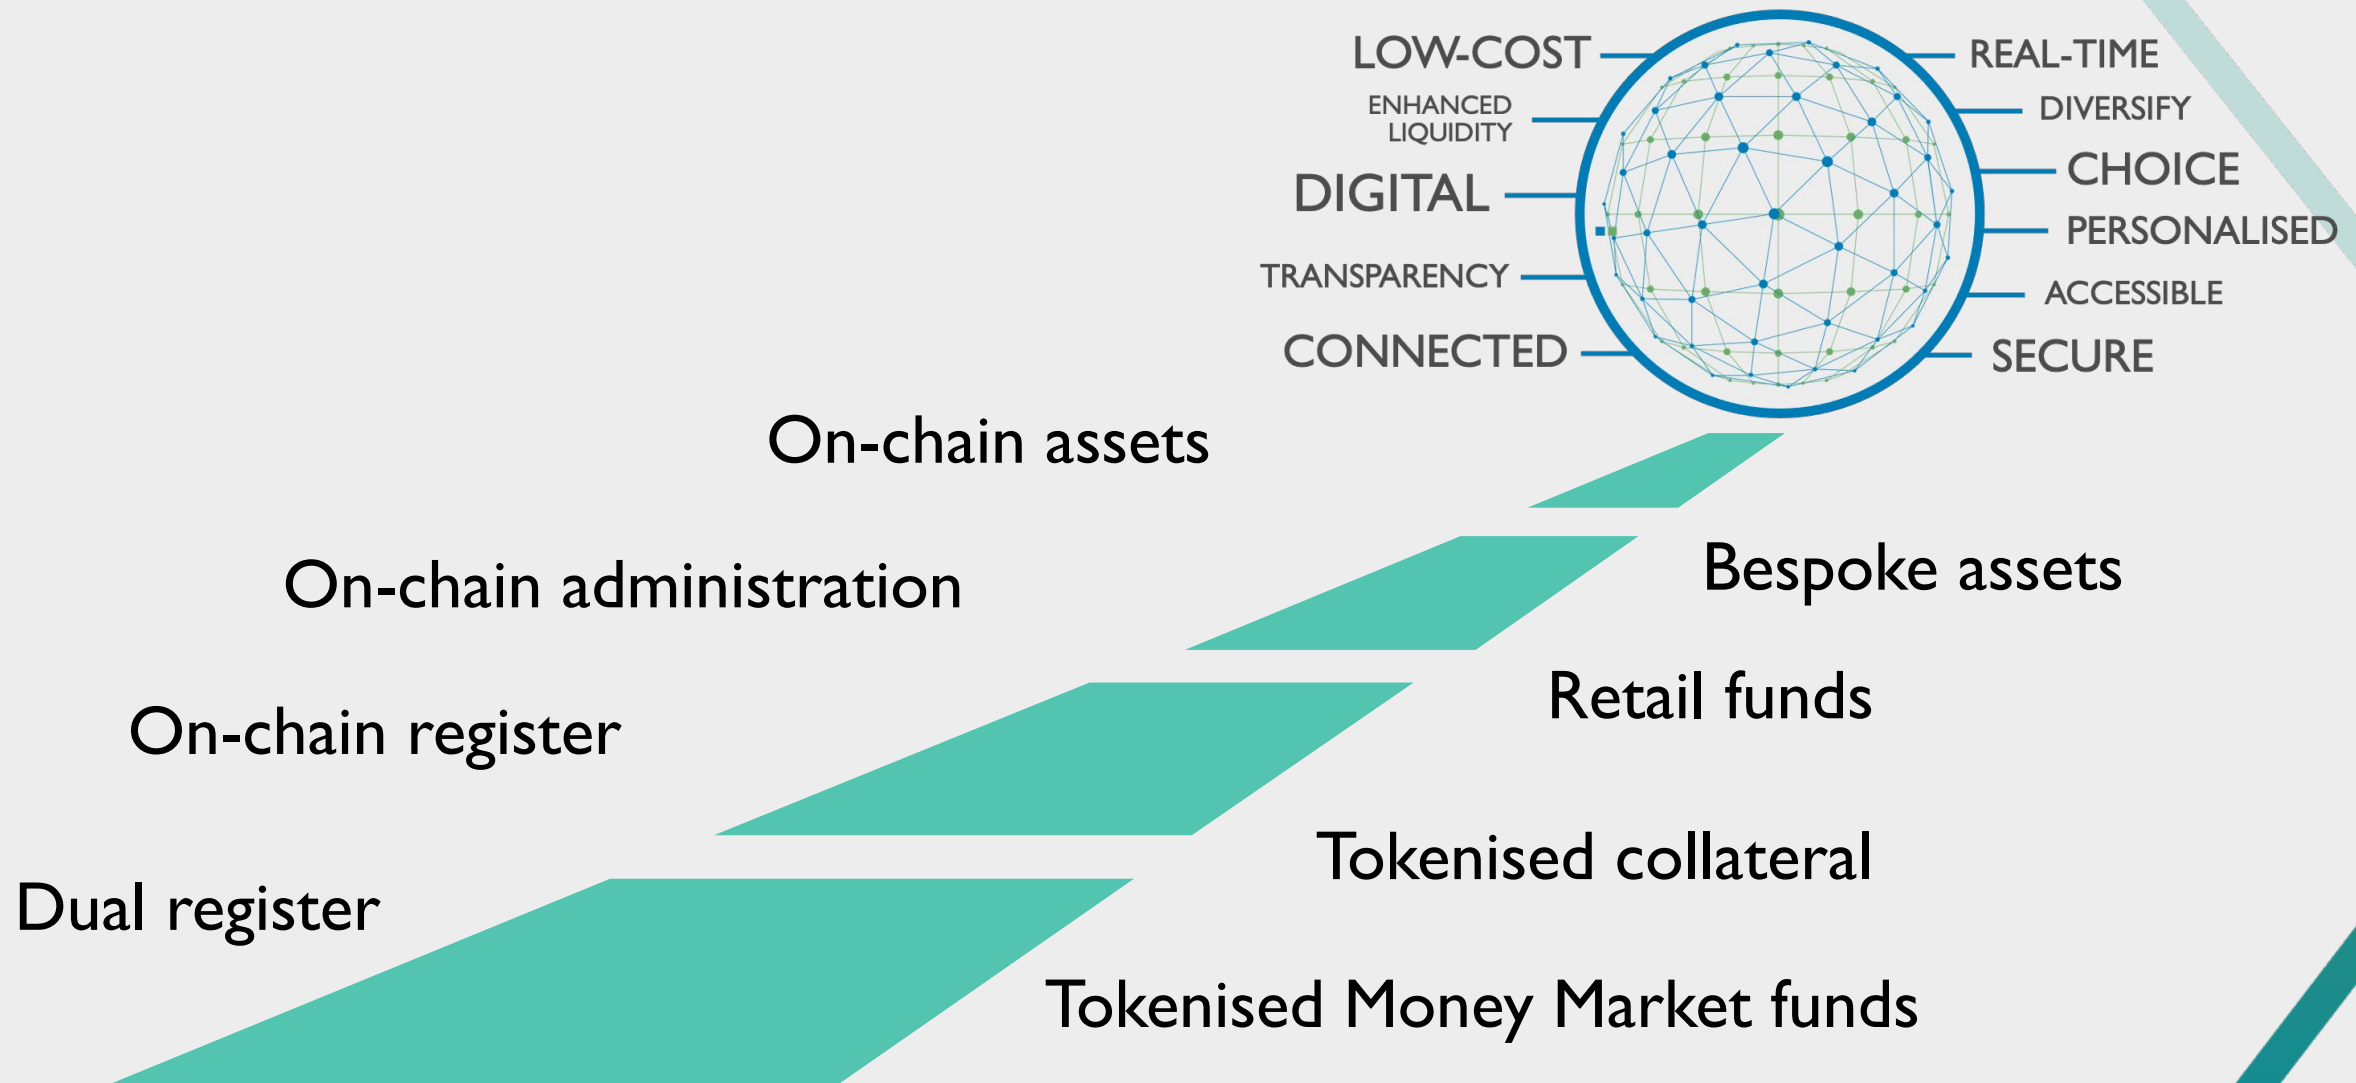 LOW-COST
ENHANCED
LIQUIDITY
DIGITAL
TRANSPARENCY
CONNECTED
REAL-TIME
DIVERSIFY
CHOICE
PERSONALISED
ACCESSIBLE
SECURE
On-chain assets
On-chain administration
On-chain register
Dual register
Bespoke assets
Retail funds
Tokenised collateral
Tokenised Money Market funds